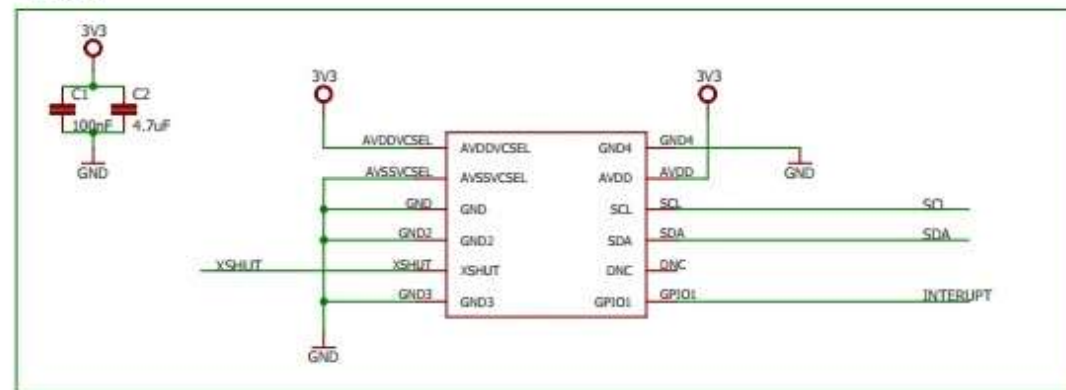 3V3
C1 C2
100nF 4.7uF
GND
3V3
AVDDVCSEL
AVSSVCSEL
GND
GND2
XSHUT
XSHUT
GND3
GND
AVDDVCSEL
AVSSVCSEL
GND
GND2
XSHUT
GND3
GND4
AVDD
SCL
SDA
DNC
GPIO1
3V3
GND4
GND
AVDD
SCL
SCL
SDA
SDA
DNC
GPIO1
INTERUPT